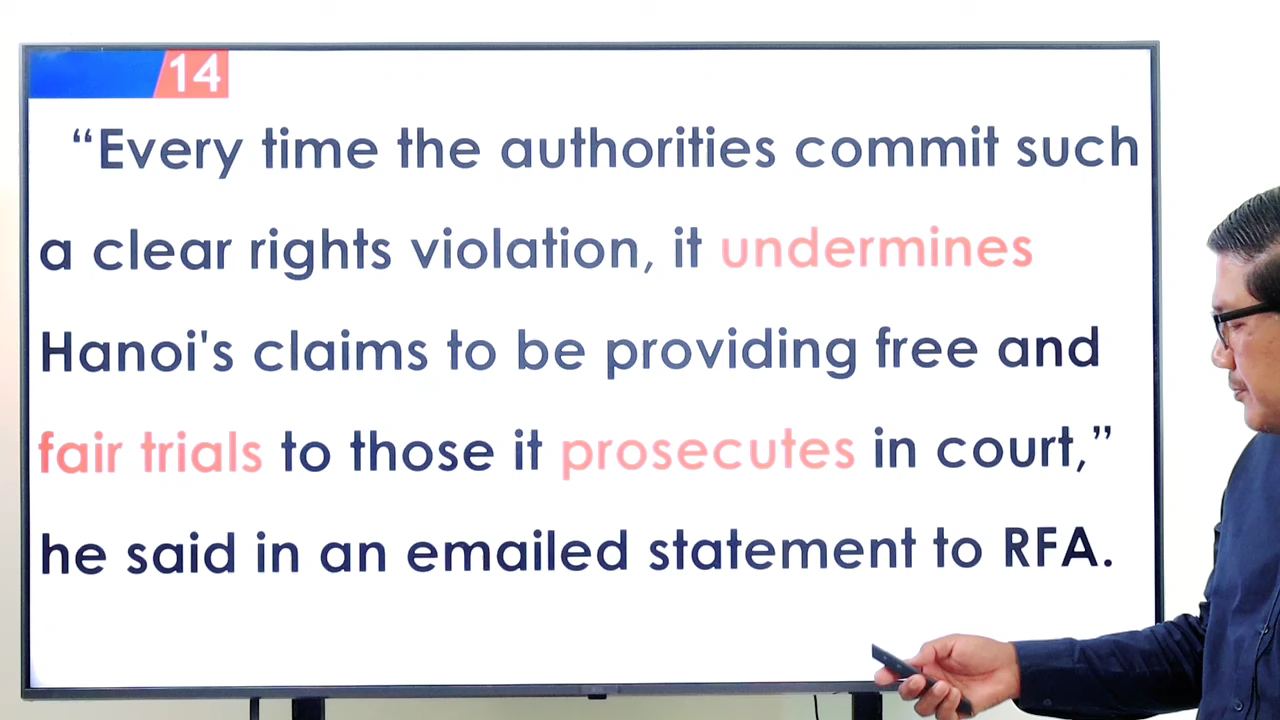 14
“Every time the authorities commit such
a clear rights violation, it undermines
Hanoi's claims to be providing free and
fair trials to those it prosecutes in court,”
he said in an emailed statement to RFA.